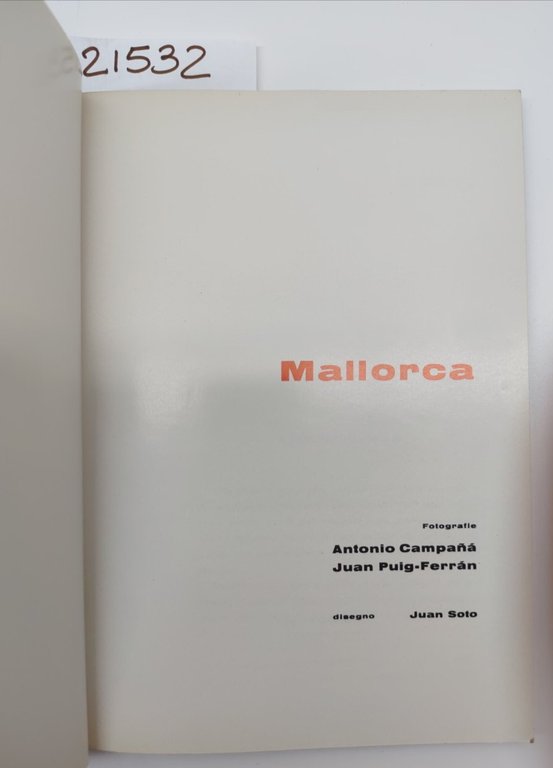 21532
Mallorca
Fotografie
Antonio Campañá
Juan Puig-Ferrán
disegno Juan Soto